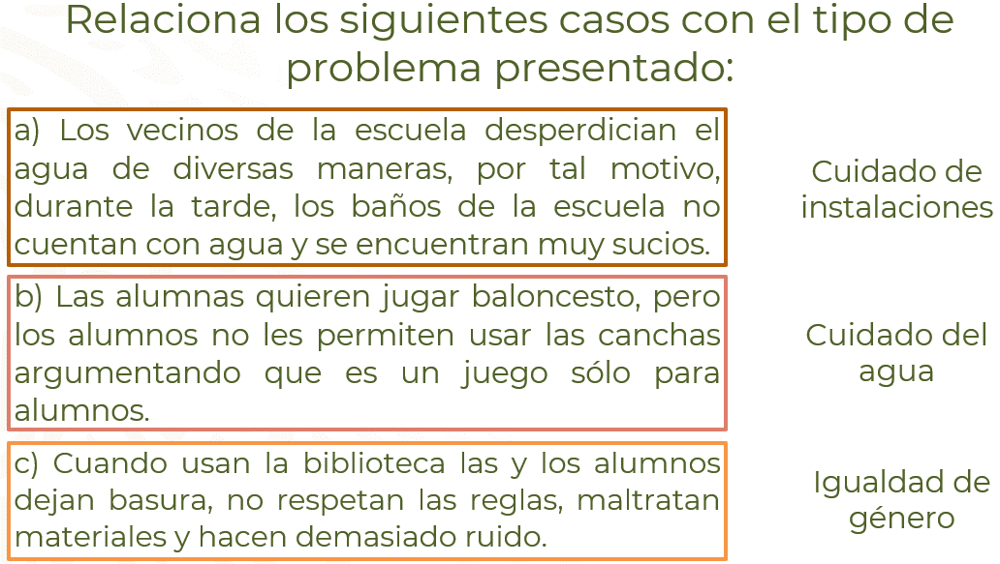 Relaciona los siguientes casos con el tipo de
problema presentado:
a) Los vecinos de la escuela desperdician el
agua de diversas maneras, por tal motivo,
durante la tarde, los baños de la escuela no
cuentan con agua y se encuentran muy sucios.
Cuidado de
instalaciones
b) Las alumnas quieren jugar baloncesto, pero
los alumnos no les permiten usar las canchas
argumentando que es un juego sólo para
alumnos.
Cuidado del
agua
c) Cuando usan la biblioteca las y los alumnos
dejan basura, no respetan las reglas, maltratan
materiales y hacen demasiado ruido.
Igualdad de
género